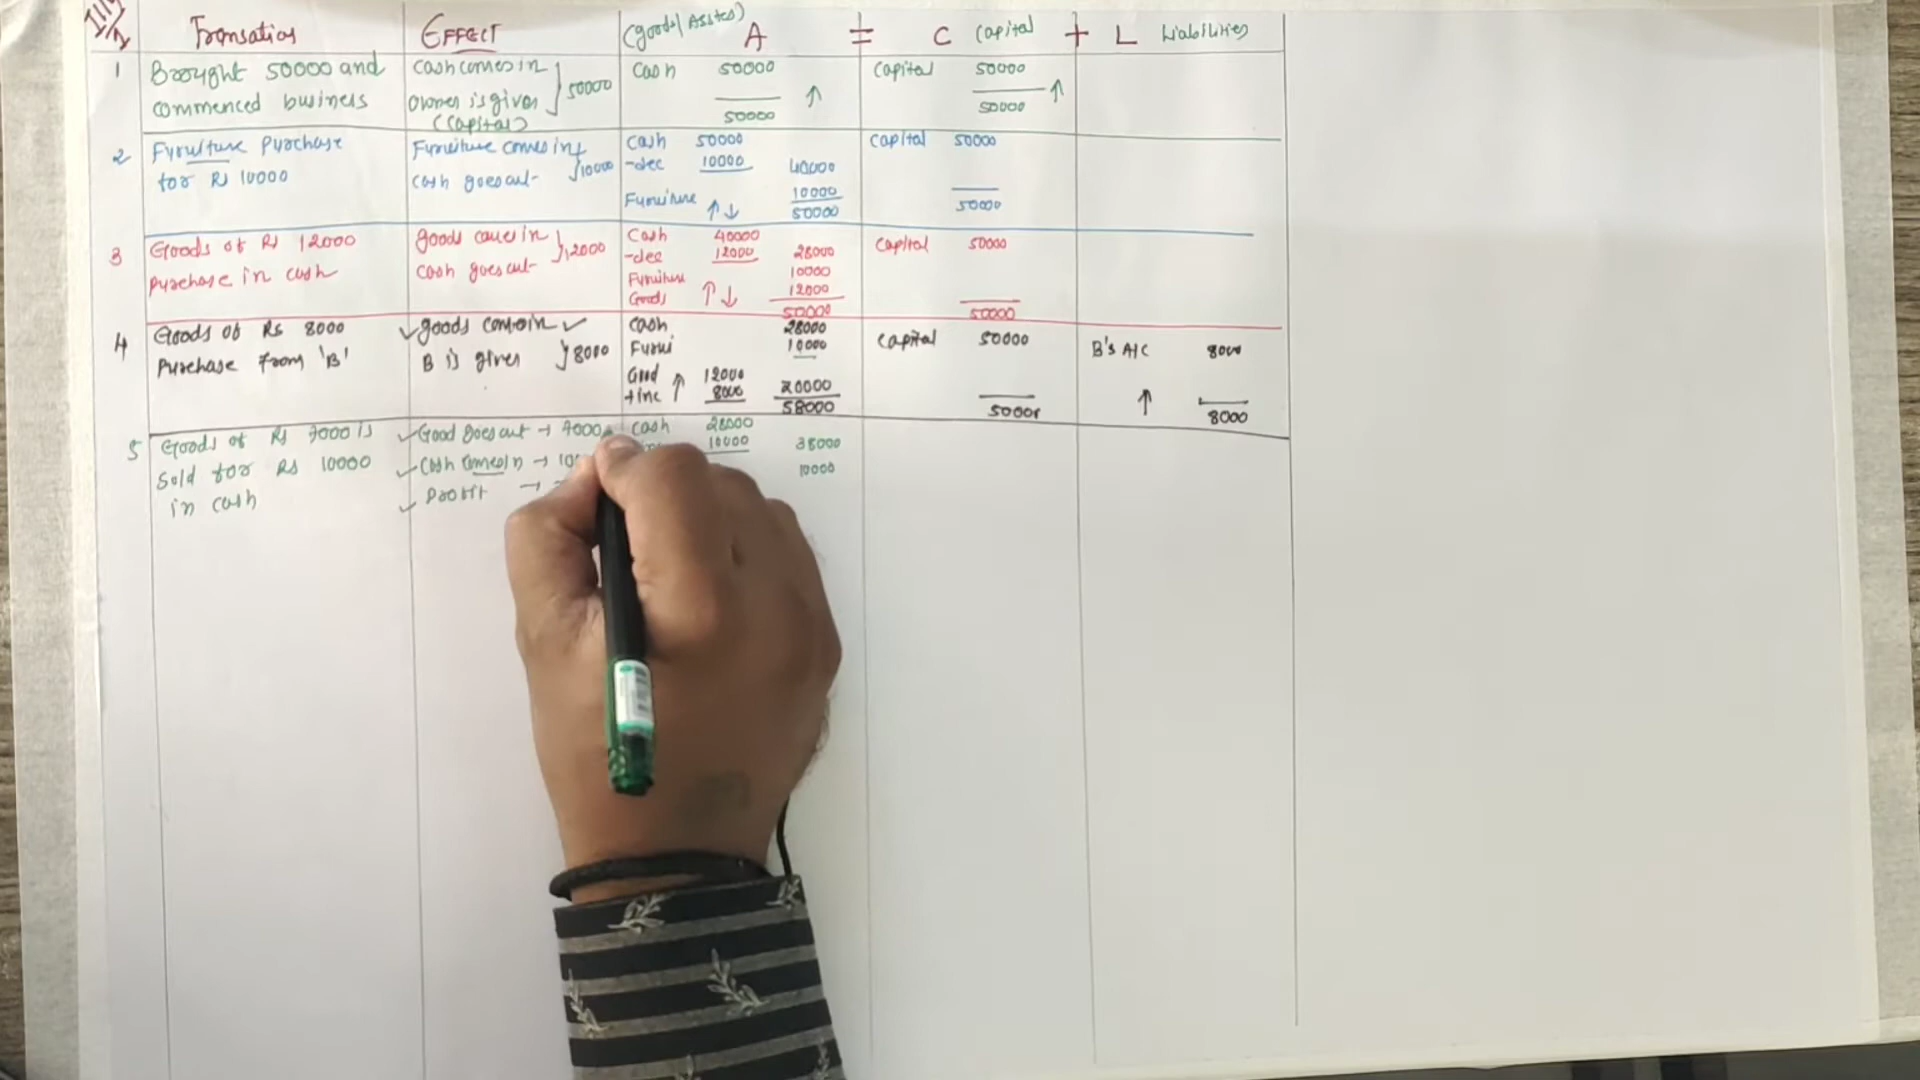 Transation EFFECT (goods/Asstes) A = C Capital + L Liabilities
1 Brought 50000 and commenced business
cash comes in } 50000
owner is giver
(capital)
Cash 50000
50000 ↑
capital 50000
50000 ↑
2 Furniture Purchase
for Rs 10000
Furniture comes in } 10000
cash goes out-
Cash 50000
-dec 10000 40000
Furniture ↑↓ 10000
50000
capital 50000
50000
3 Goods of Rs 12000
purchase in cash
goods comes in } 12000
cash goes out-
Cash 40000
-dec 12000 28000
Furniture 10000
Goods ↑↓ 12000
50000
capital 50000
50000
4 Goods of Rs 8000
Purchase from 'B'
✓ goods come in ✓
B is giver } 8000
Cash 28000
Furni 10000
Good ↑ 12000
+inc 8000 20000
58000
capital 50000
50000
B's A/C 8000
↑ 8000
5 Goods of Rs 7000 is
Sold for Rs 10000
in cash
✓ Good goes out → 7000
✓ Cash comes in →
✓ Profit →
cash 28000
10000 38000
10000